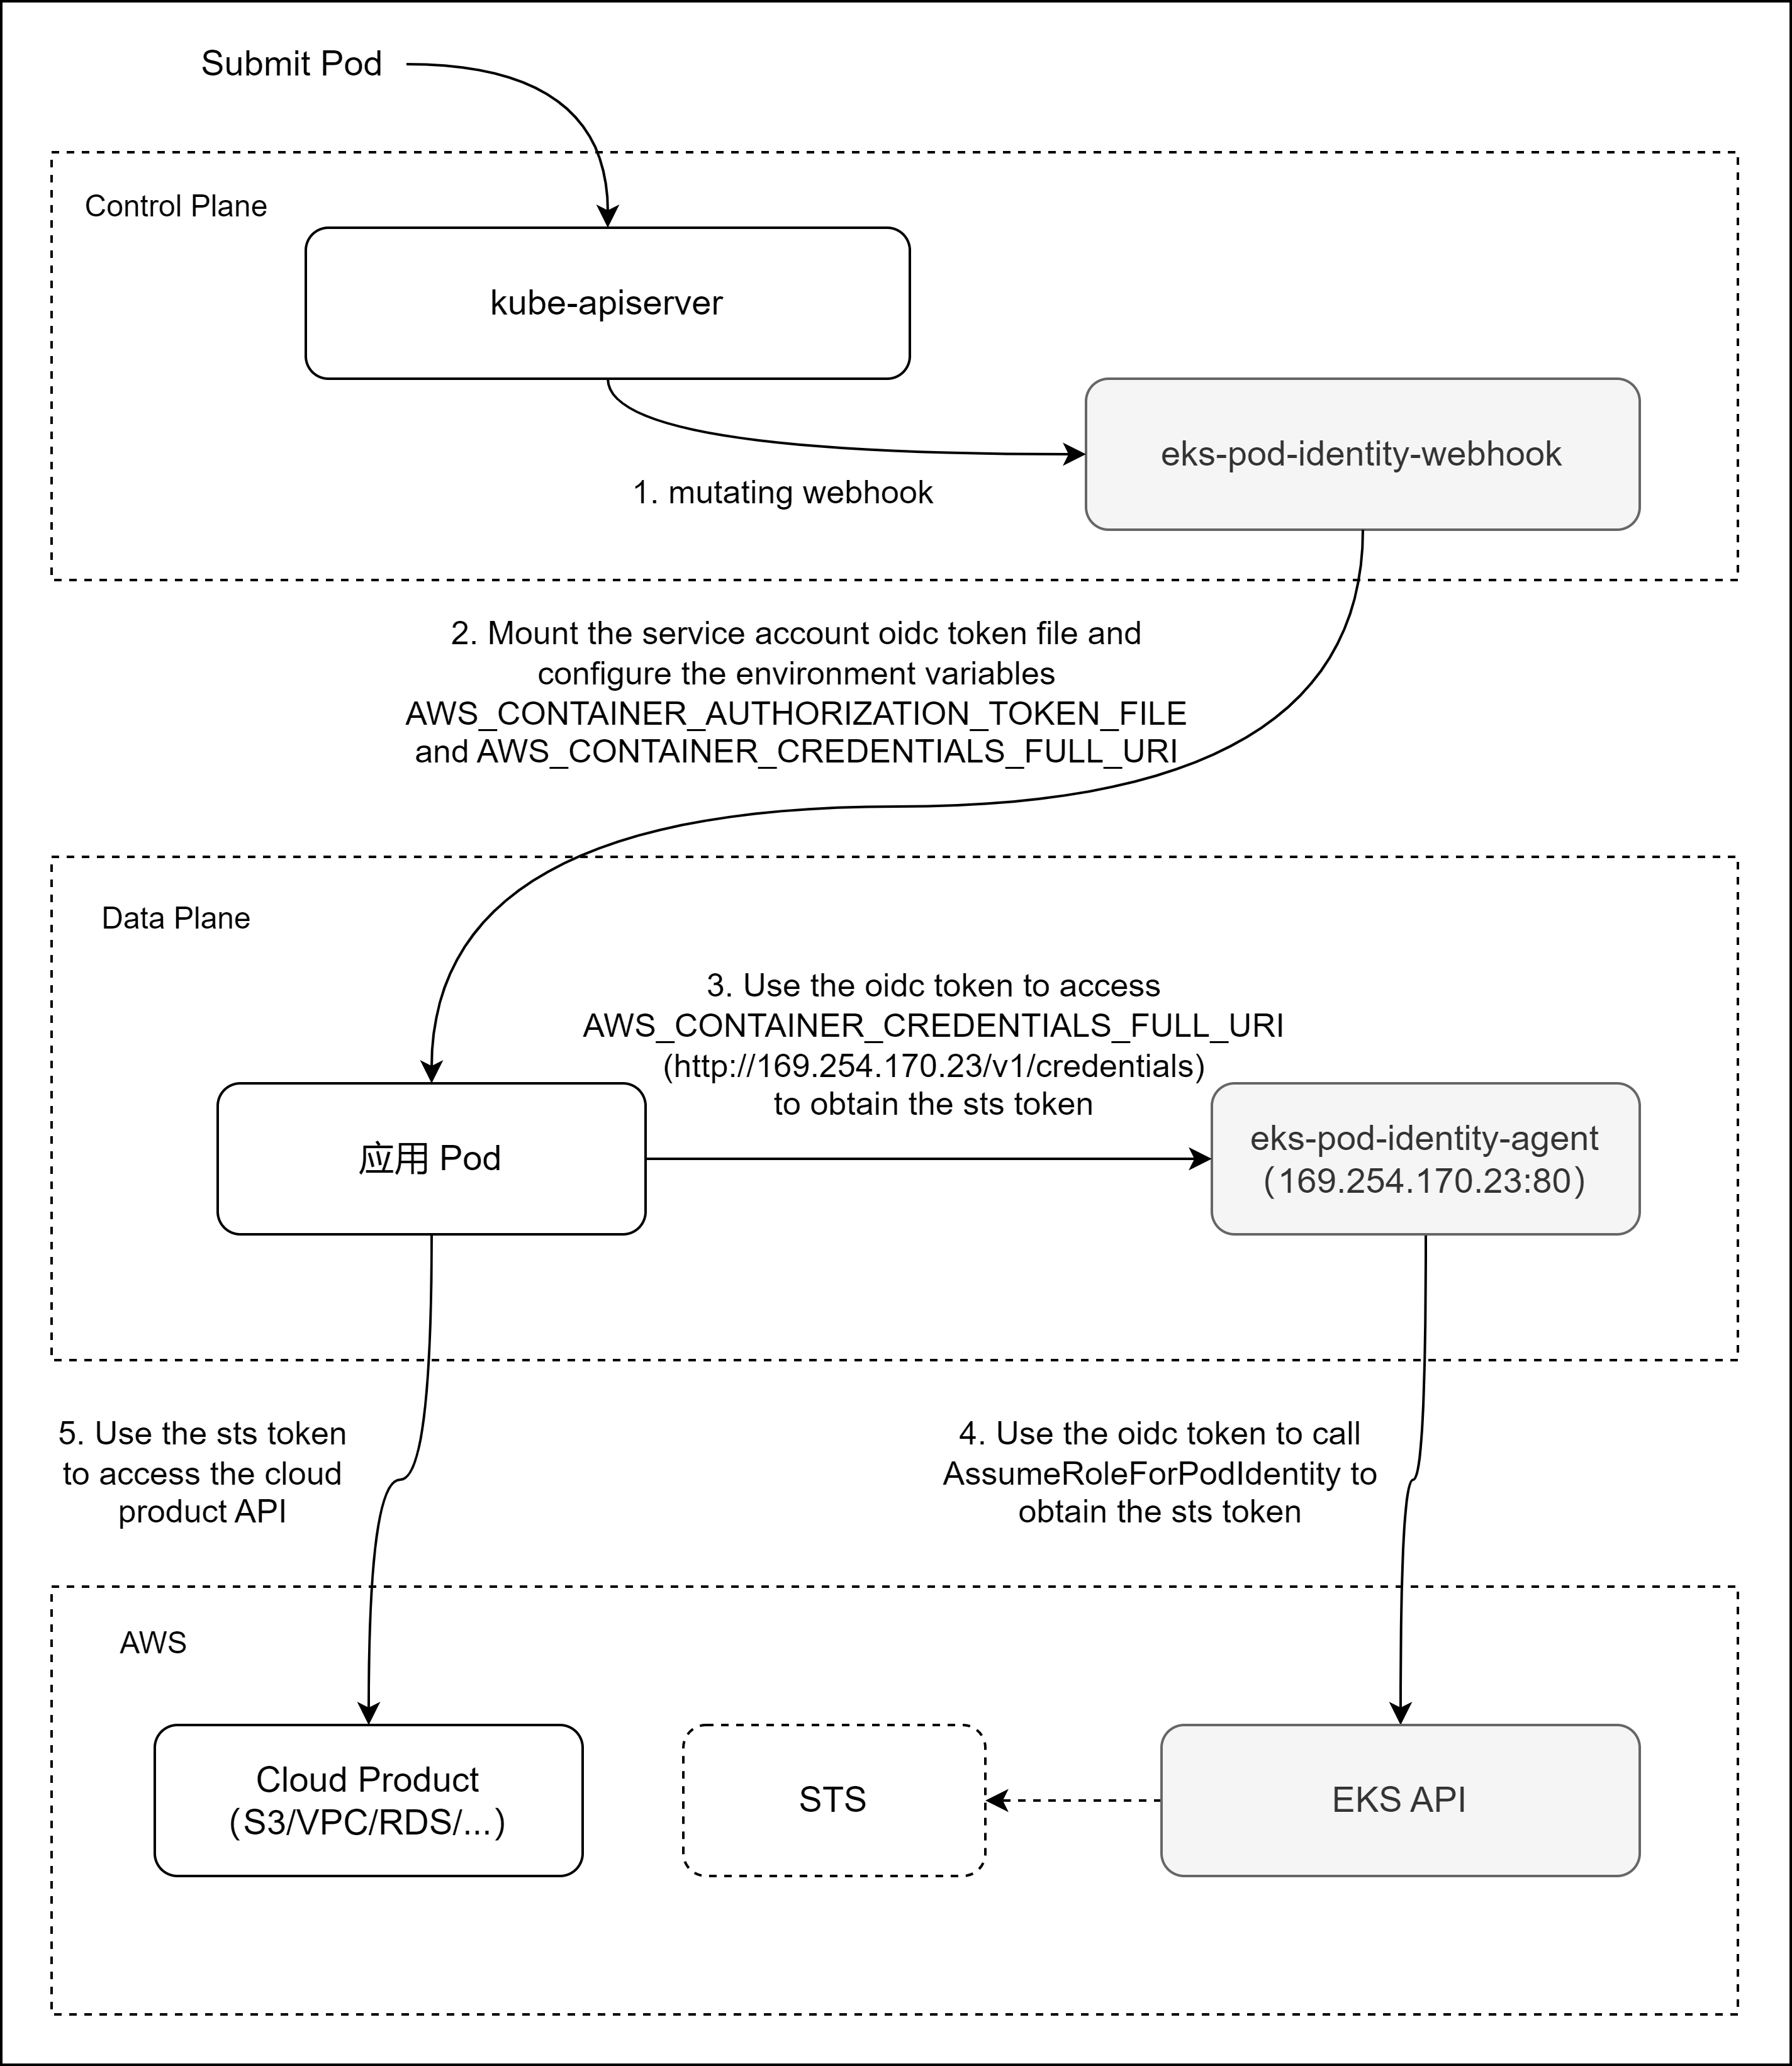 Submit Pod
Control Plane
kube-apiserver
eks-pod-identity-webhook
1. mutating webhook
2. Mount the service account oidc token file and
configure the environment variables
AWS_CONTAINER_AUTHORIZATION_TOKEN_FILE
and AWS_CONTAINER_CREDENTIALS_FULL_URI
Data Plane
3. Use the oidc token to access
AWS_CONTAINER_CREDENTIALS_FULL_URI
(http://169.254.170.23/v1/credentials)
to obtain the sts token
应用 Pod
eks-pod-identity-agent
(169.254.170.23:80)
5. Use the sts token
to access the cloud
product API
4. Use the oidc token to call
AssumeRoleForPodIdentity to
obtain the sts token
AWS
Cloud Product
(S3/VPC/RDS/...)
STS
EKS API